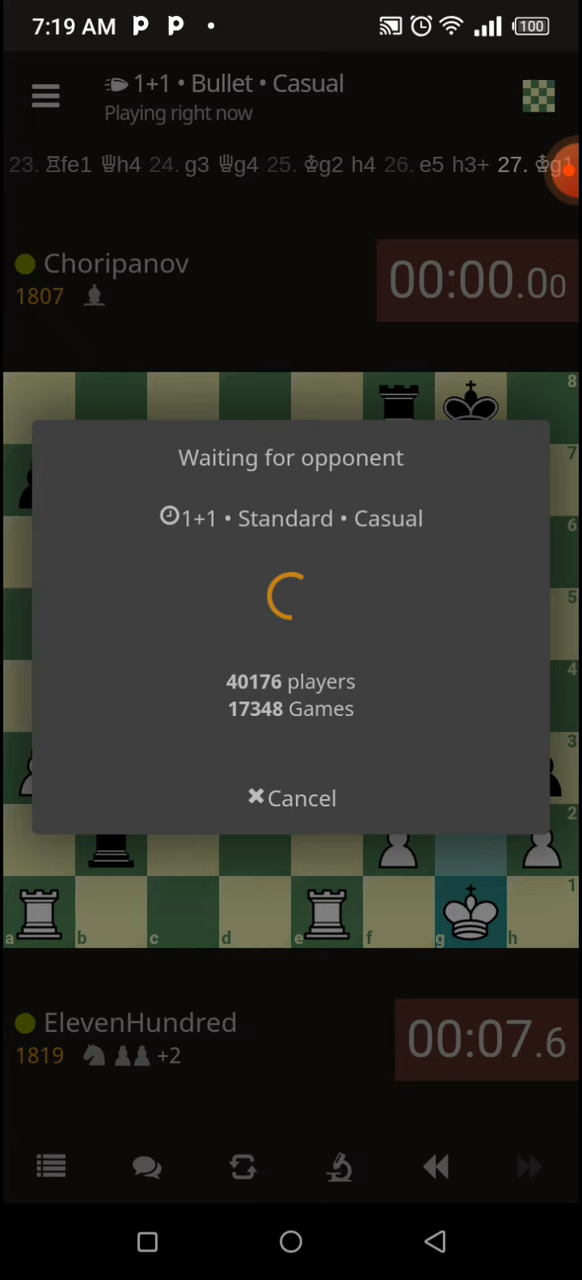 7:19 AM
100
1+1 • Bullet • Casual
Playing right now
23. ♖fe1 ♕h4 24. g3 ♕g4 25. ♔g2 h4 26. e5 h3+ 27. ♔g1
Choripanov
00:00.00
1807
8
7
Waiting for opponent
1+1 • Standard • Casual
6
5
40176 players
4
17348 Games
3
Cancel
2
1
a b c d e f g h
ElevenHundred
00:07.6
1819 +2